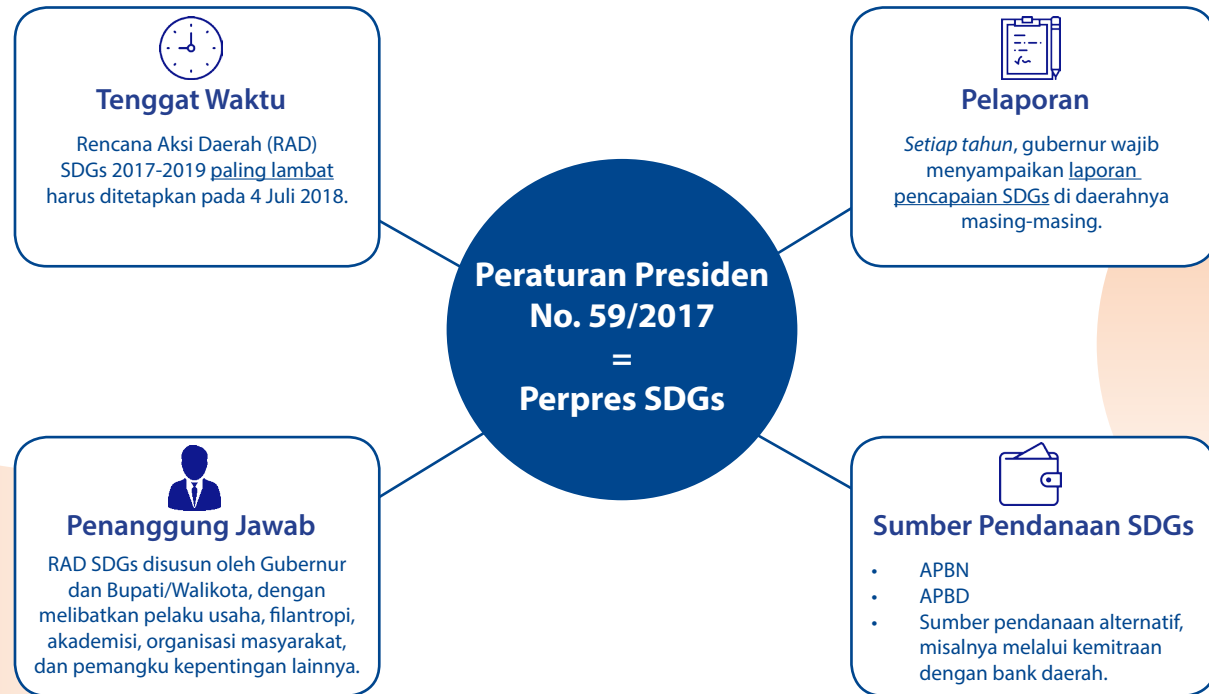 Tenggat Waktu
Rencana Aksi Daerah (RAD)
SDGs 2017-2019 paling lambat
harus ditetapkan pada 4 Juli 2018.
Pelaporan
Setiap tahun, gubernur wajib
menyampaikan laporan
pencapaian SDGs di daerahnya
masing-masing.
Peraturan Presiden
No. 59/2017
=
Perpres SDGs
Penanggung Jawab
RAD SDGs disusun oleh Gubernur
dan Bupati/Walikota, dengan
melibatkan pelaku usaha, filantropi,
akademisi, organisasi masyarakat,
dan pemangku kepentingan lainnya.
Sumber Pendanaan SDGs
• APBN
• APBD
• Sumber pendanaan alternatif,
misalnya melalui kemitraan
dengan bank daerah.